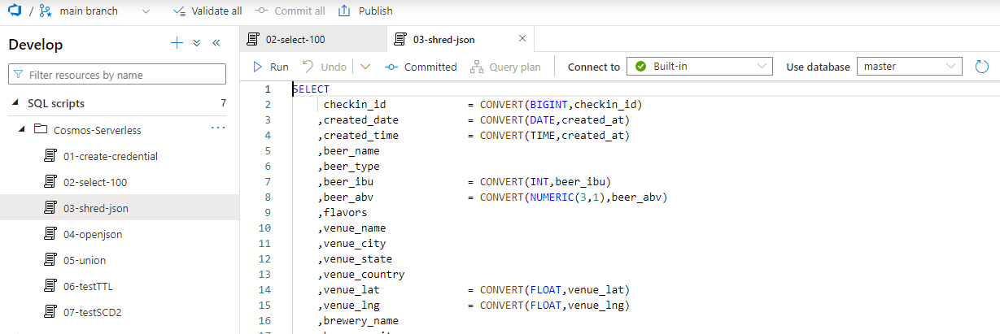 / main branch Validate all Commit all Publish
Develop
Filter resources by name
SQL scripts 7
Cosmos-Serverless ...
01-create-credential
02-select-100
03-shred-json
04-openjson
05-union
06-testTTL
07-testSCD2
02-select-100 03-shred-json
Run Undo Committed Query plan Connect to Built-in Use database master
1 SELECT
2 checkin_id = CONVERT(BIGINT,checkin_id)
3 ,created_date = CONVERT(DATE,created_at)
4 ,created_time = CONVERT(TIME,created_at)
5 ,beer_name
6 ,beer_type
7 ,beer_ibu = CONVERT(INT,beer_ibu)
8 ,beer_abv = CONVERT(NUMERIC(3,1),beer_abv)
9 ,flavors
10 ,venue_name
11 ,venue_city
12 ,venue_state
13 ,venue_country
14 ,venue_lat = CONVERT(FLOAT,venue_lat)
15 ,venue_lng = CONVERT(FLOAT,venue_lng)
16 ,brewery_name